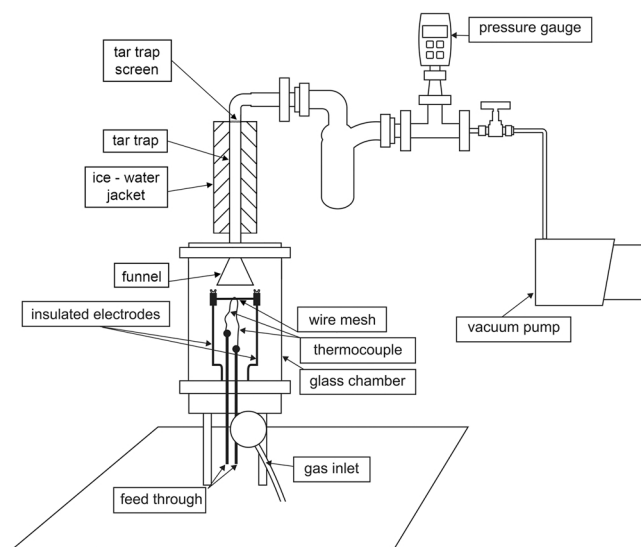 pressure gauge
tar trap
screen
tar trap
ice - water
jacket
funnel
insulated electrodes
wire mesh
thermocouple
glass chamber
vacuum pump
gas inlet
feed through